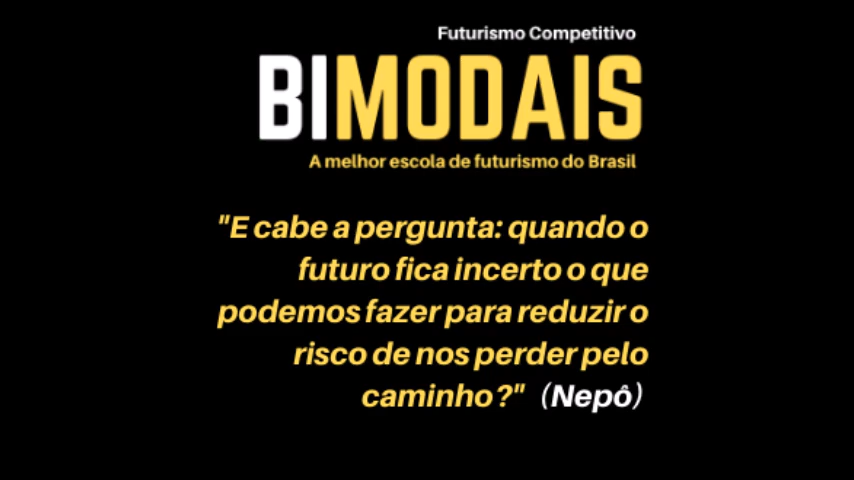 Futurismo Competitivo
BIMODAIS
A melhor escola de futurismo do Brasil
"E cabe a pergunta: quando o
futuro fica incerto o que
podemos fazer para reduzir o
risco de nos perder pelo
caminho?" (Nepô)